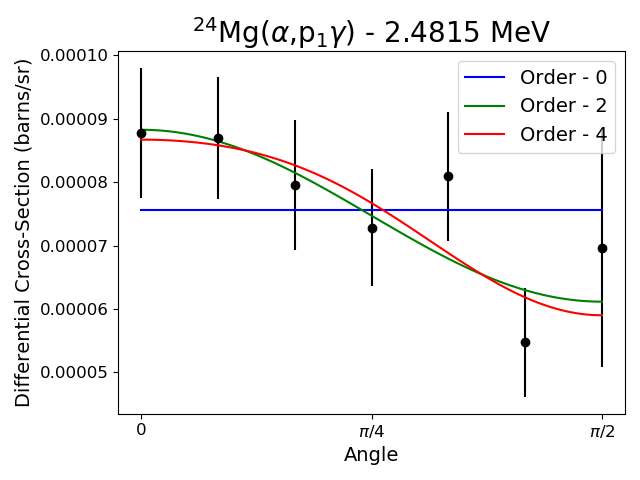 ²⁴Mg(α,p₁γ) - 2.4815 MeV
Order - 0
Order - 2
Order - 4
Differential Cross-Section (barns/sr)
0.00010
0.00009
0.00008
0.00007
0.00006
0.00005
0
π/4
π/2
Angle